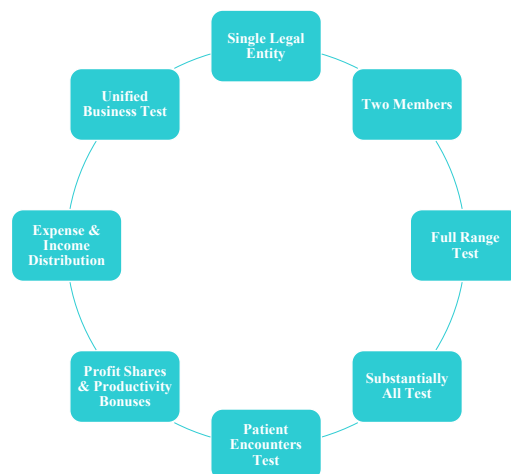 Single Legal
Entity
Two Members
Full Range
Test
Substantially
All Test
Patient
Encounters
Test
Profit Shares
& Productivity
Bonuses
Expense &
Income
Distribution
Unified
Business Test